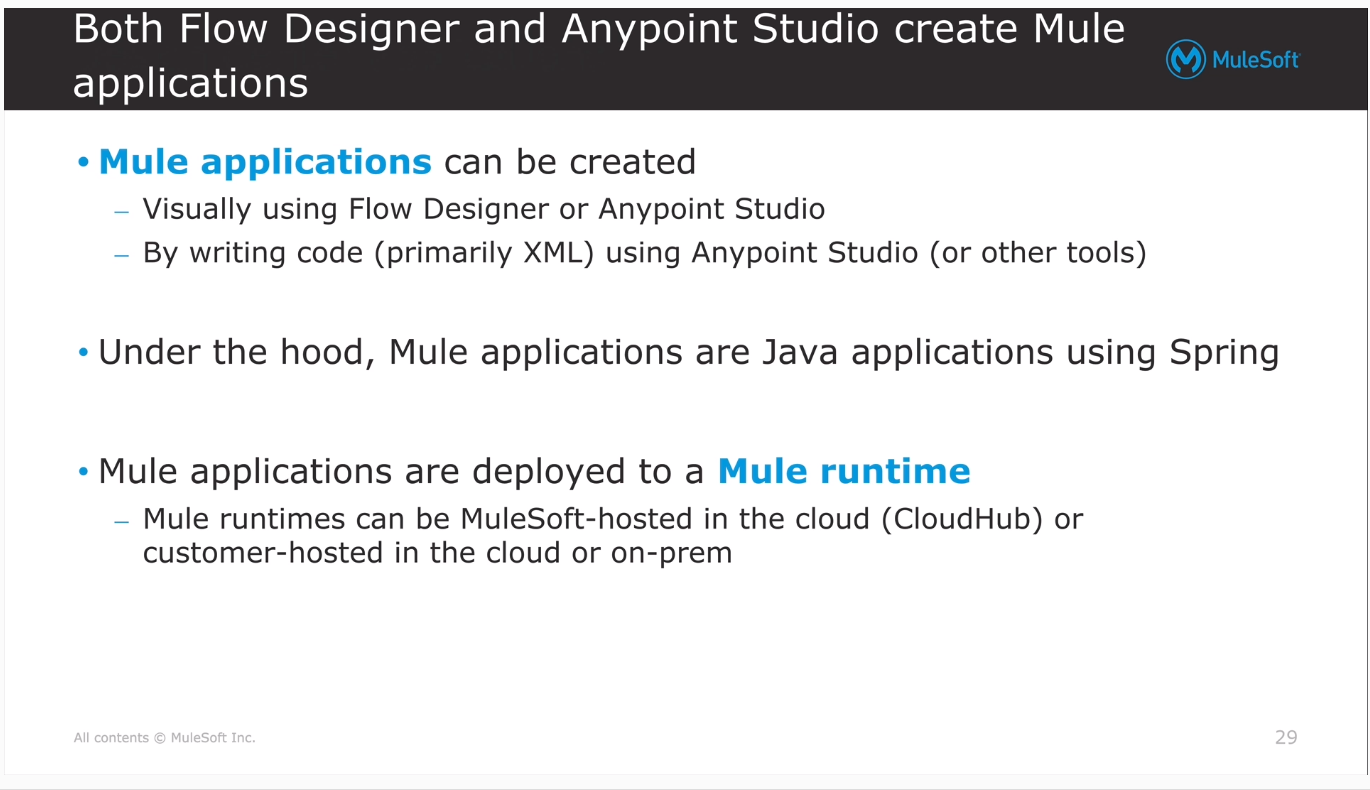 Both Flow Designer and Anypoint Studio create Mule
applications
MuleSoft
• Mule applications can be created
– Visually using Flow Designer or Anypoint Studio
– By writing code (primarily XML) using Anypoint Studio (or other tools)
• Under the hood, Mule applications are Java applications using Spring
• Mule applications are deployed to a Mule runtime
– Mule runtimes can be MuleSoft-hosted in the cloud (CloudHub) or
customer-hosted in the cloud or on-prem
All contents © MuleSoft Inc.
29